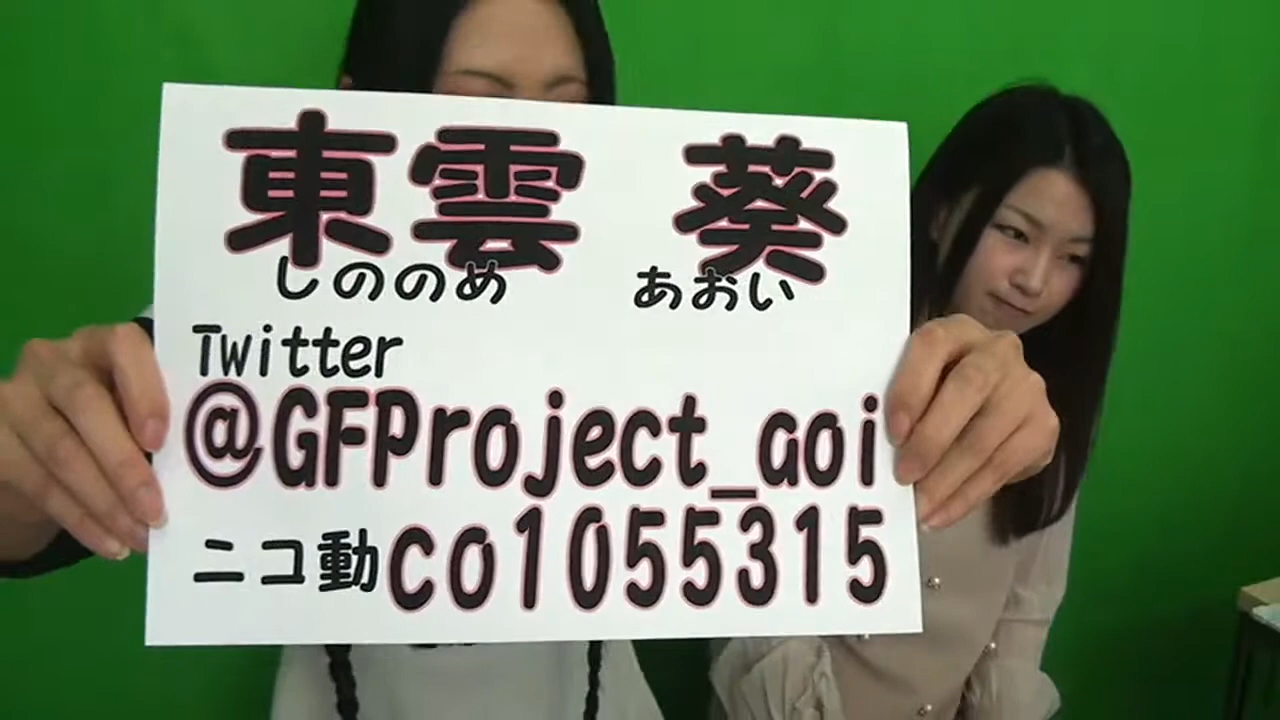 東雲 葵
しののめ あおい
Twitter
@GFProject_aoi
ニコ動co1055315